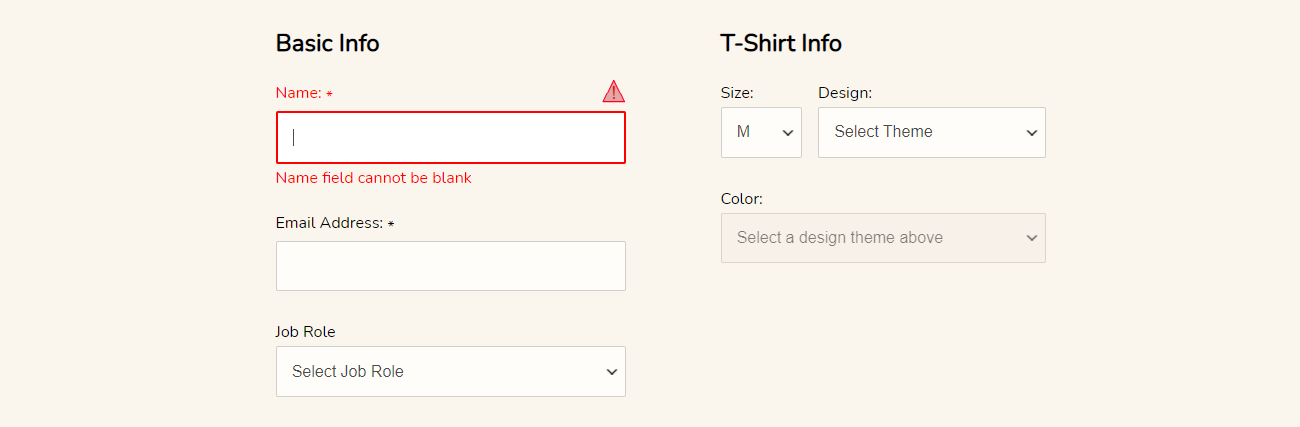 Basic Info
Name: *
Name field cannot be blank
Email Address: *
Job Role
Select Job Role
T-Shirt Info
Size:
M
Design:
Select Theme
Color:
Select a design theme above